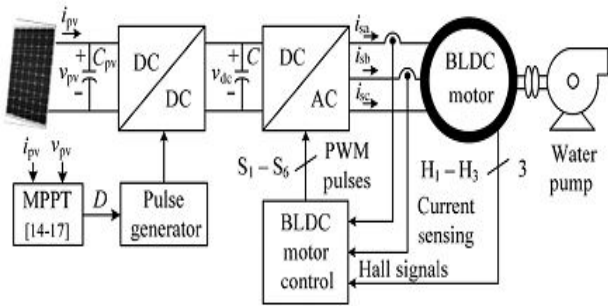 i_pv
+ C_pv
v_pv
−
DC
DC
+ C
v_dc
−
DC
AC
i_sa
i_sb
i_sc
BLDC
motor
Water
pump
i_pv v_pv
MPPT
[14-17]
D
Pulse
generator
S1 – S6
PWM
pulses
BLDC
motor
control
H1 – H3
3
Current
sensing
Hall signals